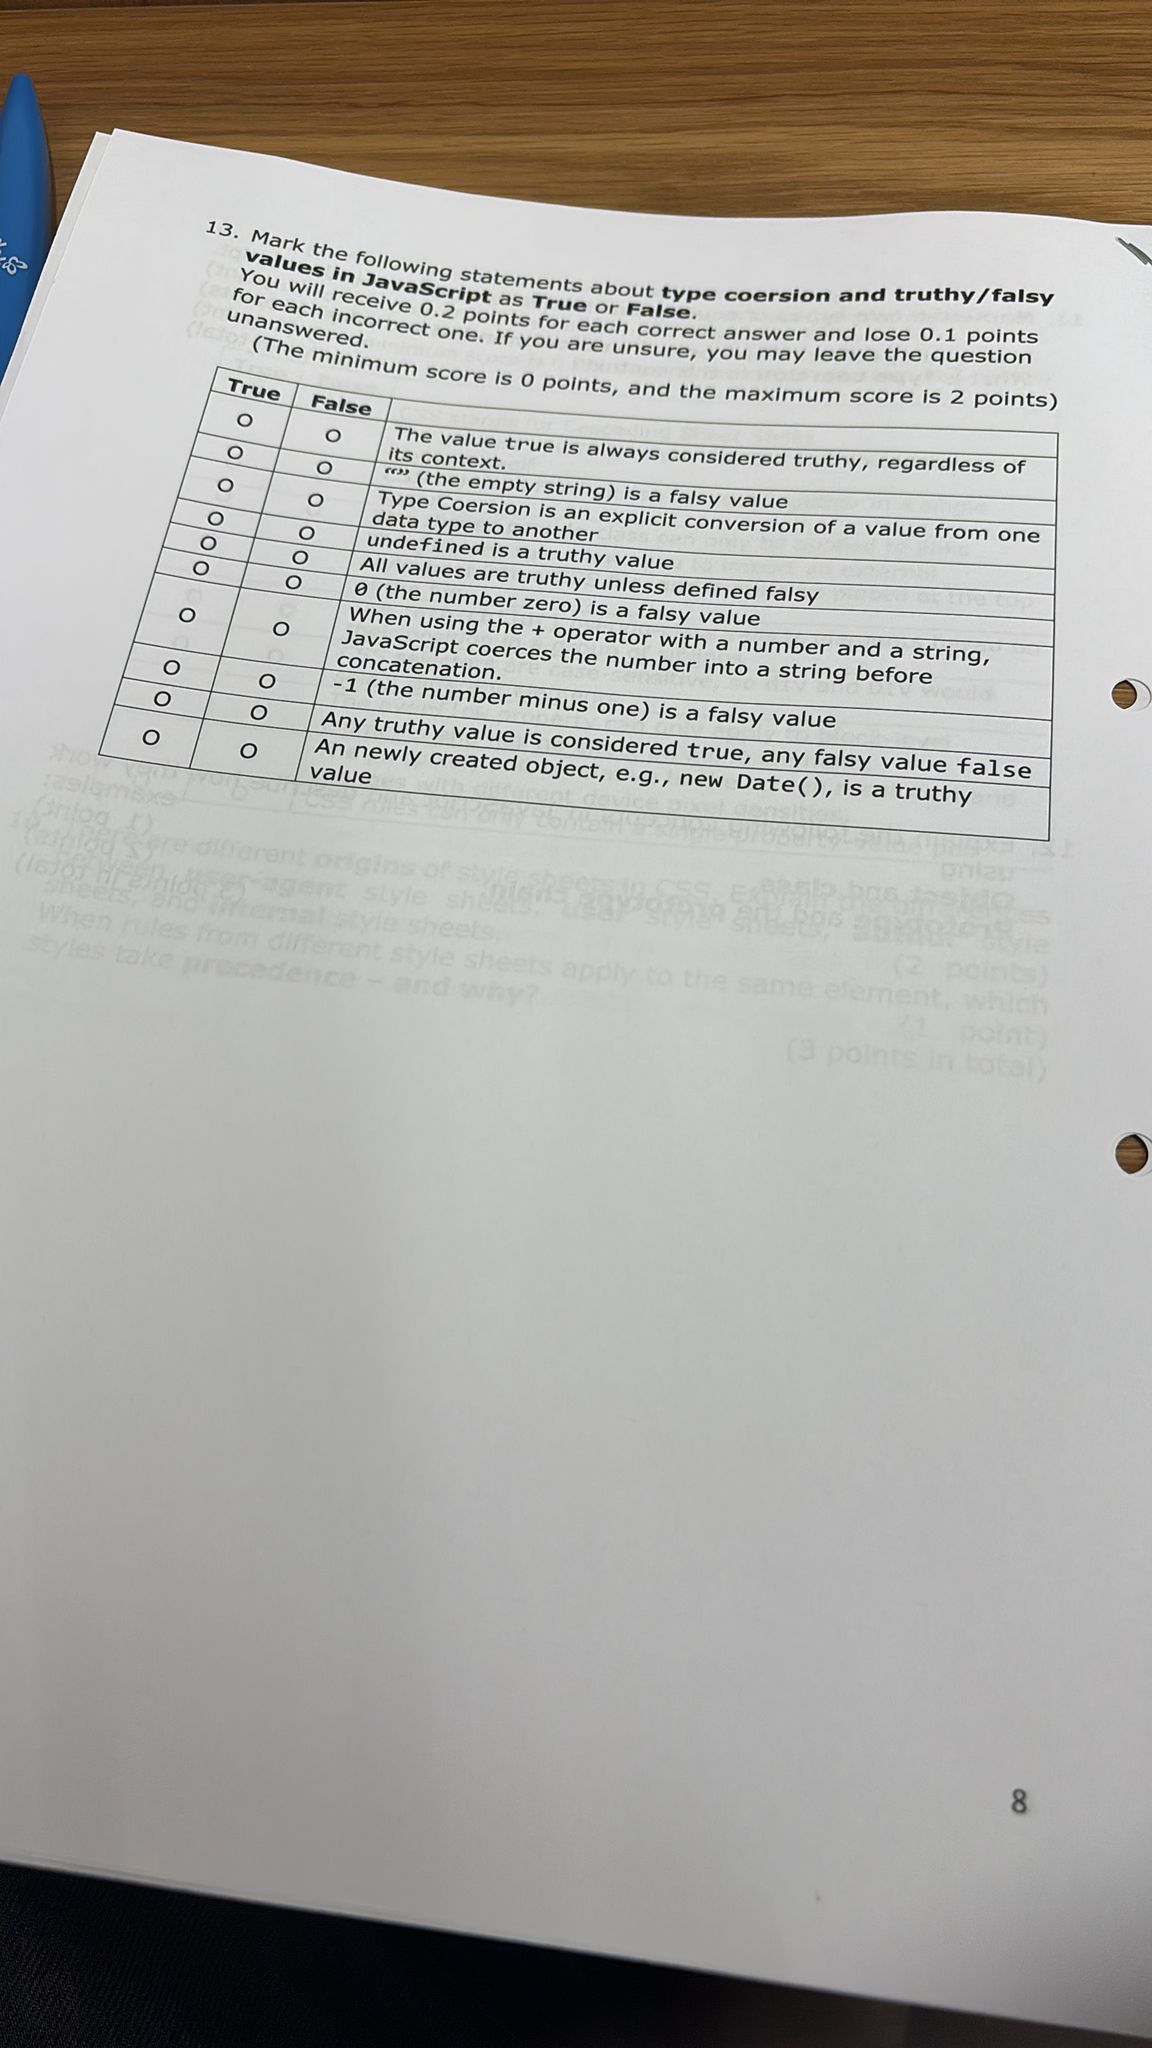 13. Mark the following statements about type coersion and truthy/falsy
values in JavaScript as True or False.
You will receive 0.2 points for each correct answer and lose 0.1 points
for each incorrect one. If you are unsure, you may leave the question
unanswered.
(The minimum score is 0 points, and the maximum score is 2 points)
True False
O O The value true is always considered truthy, regardless of
its context.
O O “” (the empty string) is a falsy value
O O Type Coersion is an explicit conversion of a value from one
data type to another
O O undefined is a truthy value
O O All values are truthy unless defined falsy
O O 0 (the number zero) is a falsy value
O O When using the + operator with a number and a string,
JavaScript coerces the number into a string before
concatenation.
O O -1 (the number minus one) is a falsy value
O O Any truthy value is considered true, any falsy value false
O O An newly created object, e.g., new Date(), is a truthy
value
8